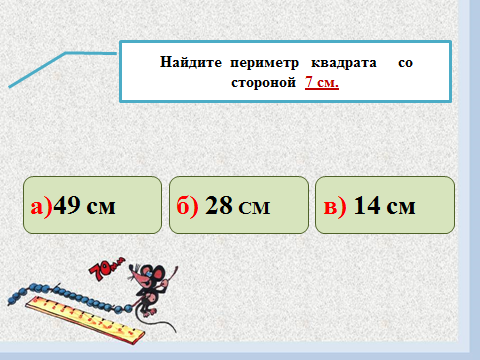 Найдите периметр квадрата со
стороной 7 см.
а)49 см
б) 28 см
в) 14 см